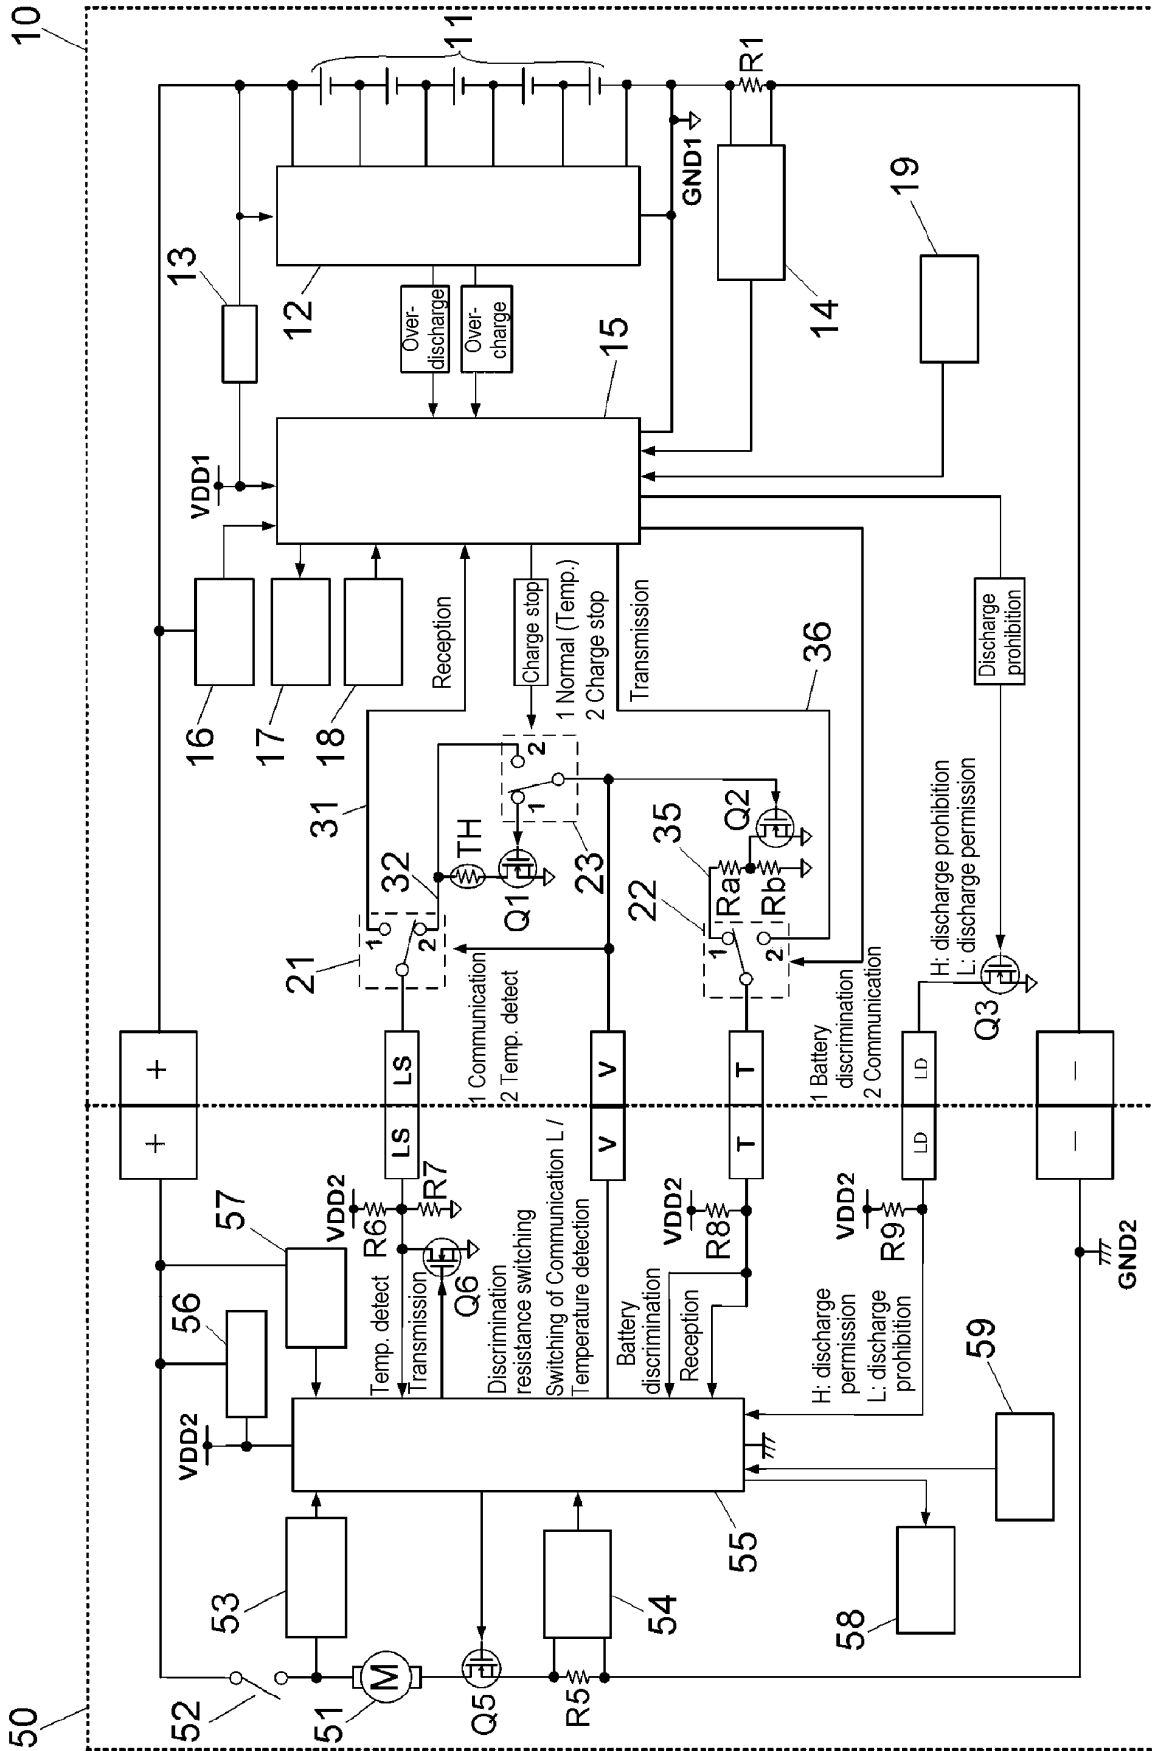 50
10
52
53
56
57
VDD2
51
M
Q5
R5
54
55
58
59
Temp. detect
Transmission
Q6
VDD2
R6
R7
Discrimination
resistance switching
Switching of Communication L /
Temperature detection
Battery
discrimination
Reception
VDD2
R8
H: discharge
permission
L: discharge
prohibition
VDD2
R9
GND2
+
+
LS
LS
V
V
T
T
LD
LD
−
−
21
1
2
1 Communication
2 Temp. detect
31
32
TH
Q1
23
1
2
22
1
2
35
Ra
Rb
Q2
36
1 Battery
discrimination
2 Communication
Q3
H: discharge prohibition
L: discharge permission
Discharge
prohibition
16
17
18
Reception
Charge stop
1 Normal (Temp.)
2 Charge stop
Transmission
VDD1
13
12
15
Over-
discharge
Over-
charge
14
19
11
GND1
R1